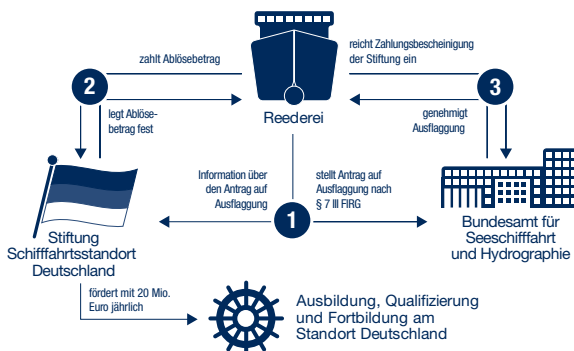 zahlt Ablösebetrag
reicht Zahlungsbescheinigung
der Stiftung ein
2
3
legt Ablöse-
betrag fest
Reederei
genehmigt
Ausflaggung
Information über
den Antrag auf
Ausflaggung
1
stellt Antrag auf
Ausflaggung nach
§ 7 III FIRG
Stiftung
Schifffahrtsstandort
Deutschland
Bundesamt für
Seeschifffahrt
und Hydrographie
fördert mit 20 Mio.
Euro jährlich
Ausbildung, Qualifizierung
und Fortbildung am
Standort Deutschland